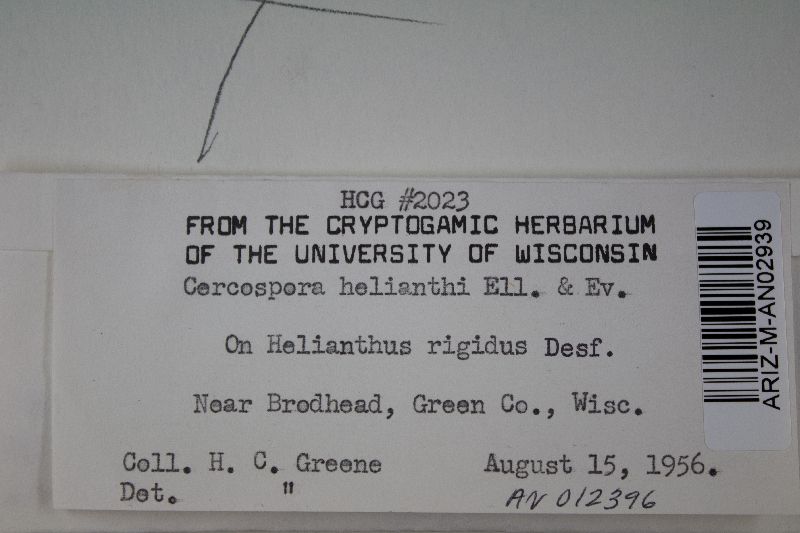 HCG #2023
FROM THE CRYPTOGAMIC HERBARIUM
OF THE UNIVERSITY OF WISCONSIN
Cercospora helianthi Ell. & Ev.
On Helianthus rigidus Desf.
Near Brodhead, Green Co., Wisc.
Coll. H. C. Greene August 15, 1956.
Det. "
AN 012396
ARIZ-M-AN02939